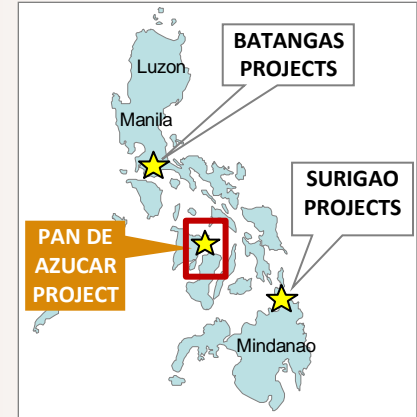 BATANGAS
PROJECTS
Luzon
Manila
SURIGAO
PROJECTS
PAN DE
AZUCAR
PROJECT
Mindanao